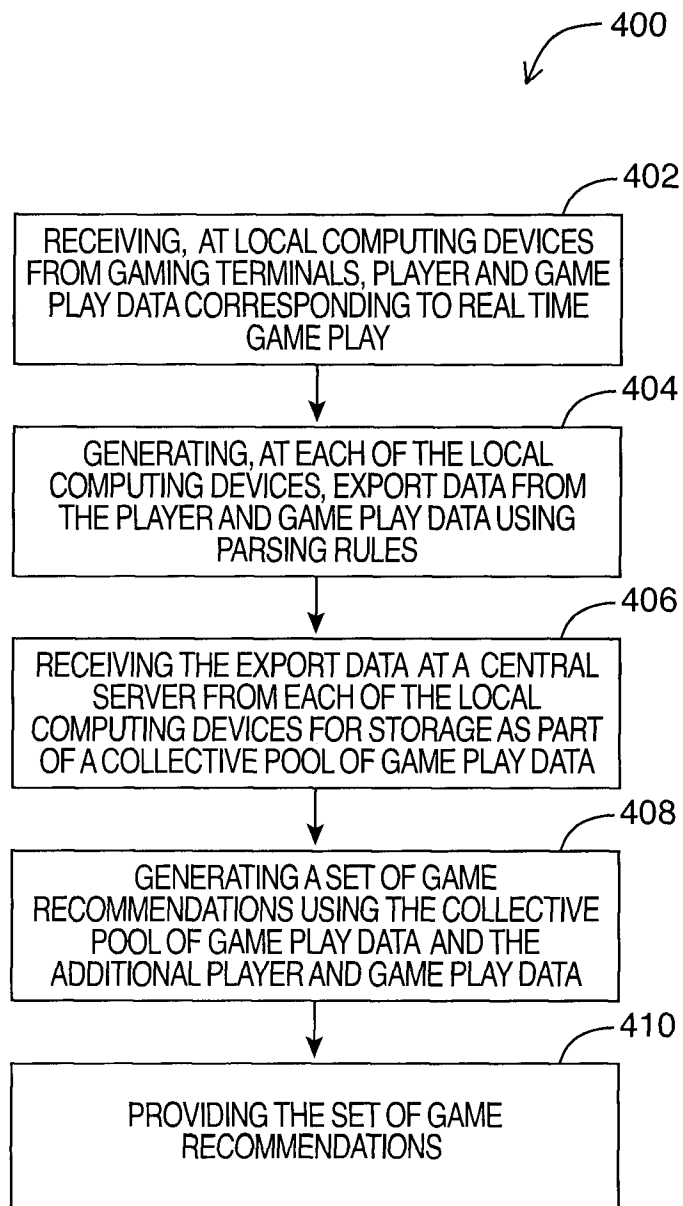 400
402
RECEIVING, AT LOCAL COMPUTING DEVICES
FROM GAMING TERMINALS, PLAYER AND GAME
PLAY DATA CORRESPONDING TO REAL TIME
GAME PLAY
404
GENERATING, AT EACH OF THE LOCAL
COMPUTING DEVICES, EXPORT DATA FROM
THE PLAYER AND GAME PLAY DATA USING
PARSING RULES
406
RECEIVING THE EXPORT DATA AT A CENTRAL
SERVER FROM EACH OF THE LOCAL
COMPUTING DEVICES FOR STORAGE AS PART
OF A COLLECTIVE POOL OF GAME PLAY DATA
408
GENERATING A SET OF GAME
RECOMMENDATIONS USING THE COLLECTIVE
POOL OF GAME PLAY DATA AND THE
ADDITIONAL PLAYER AND GAME PLAY DATA
410
PROVIDING THE SET OF GAME
RECOMMENDATIONS